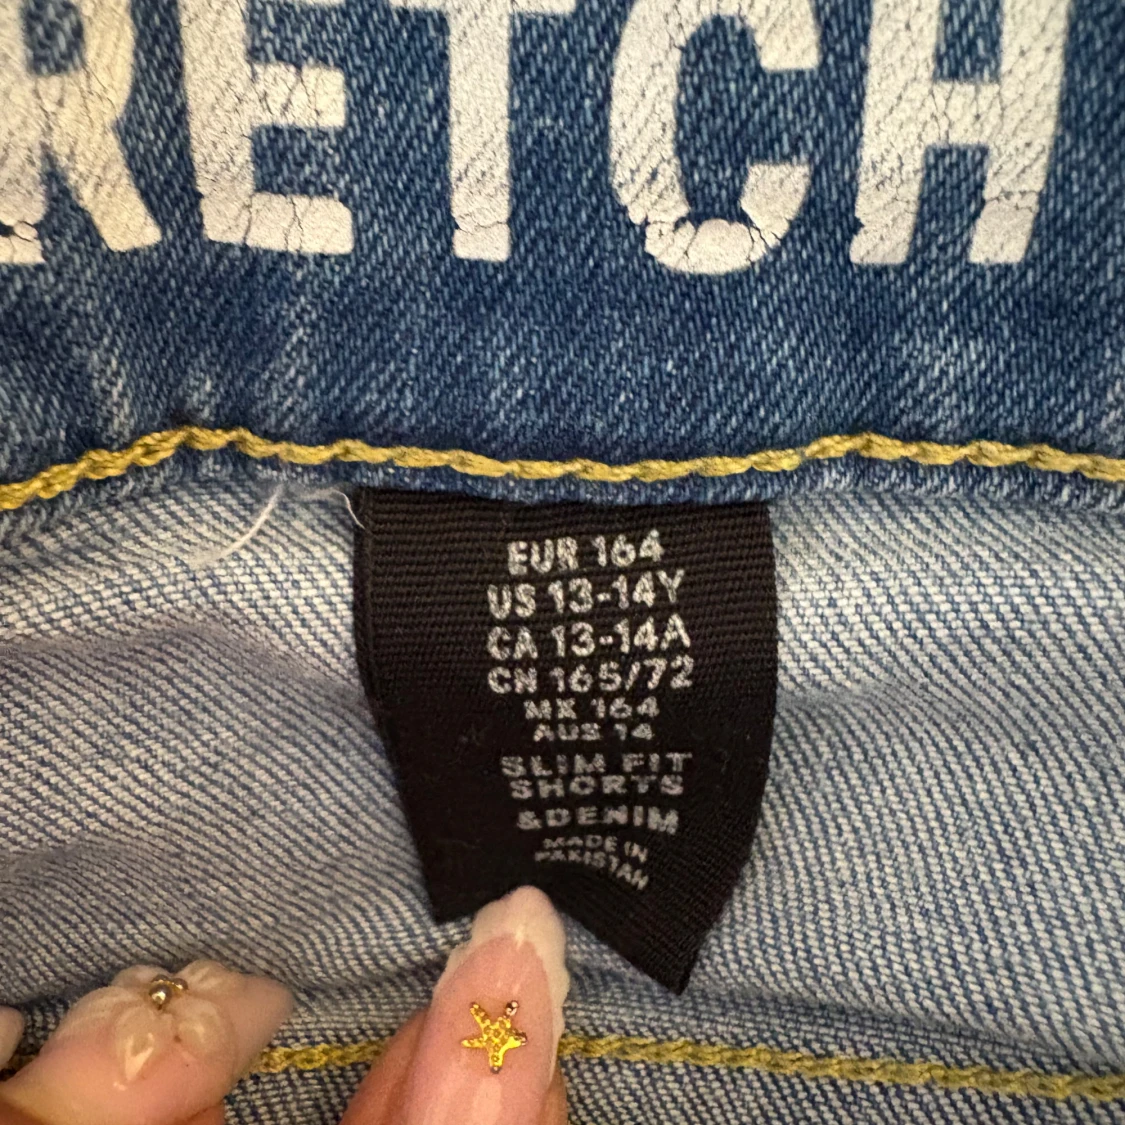 RETCH
EUR 164
US 13-14Y
CA 13-14A
CN 165/72
MX 164
AUS 14
SLIM FIT
SHORTS
&DENIM
MADE IN
PAKISTAN